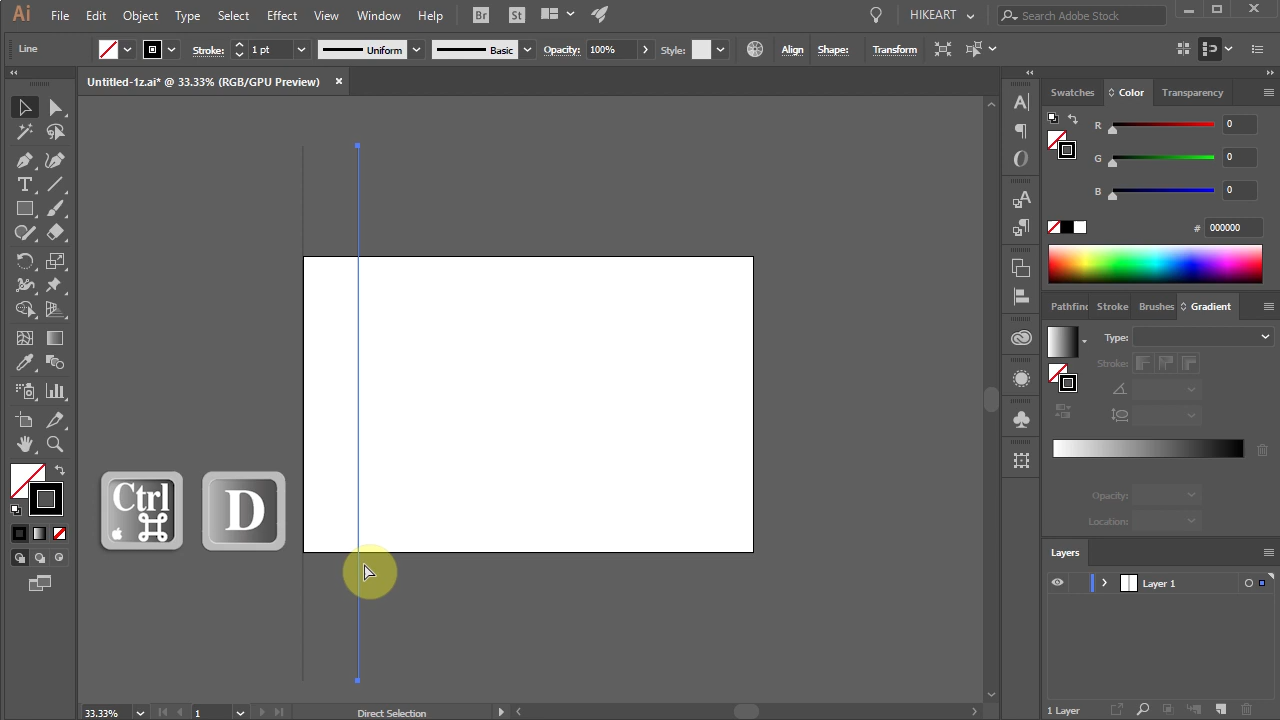 Ai File Edit Object Type Select Effect View Window Help Br St HIKEART Search Adobe Stock
Line Stroke: 1 pt Uniform Basic Opacity: 100% Style: Align Shape: Transform
Untitled-1z.ai* @ 33.33% (RGB/GPU Preview)
Swatches Color Transparency
R 0
G 0
B 0
# 000000
Pathfin Stroke Brushes Gradient
Type:
Stroke:
Opacity:
Location:
Ctrl D
Layers
Layer 1
33.33% 1 Direct Selection
1 Layer